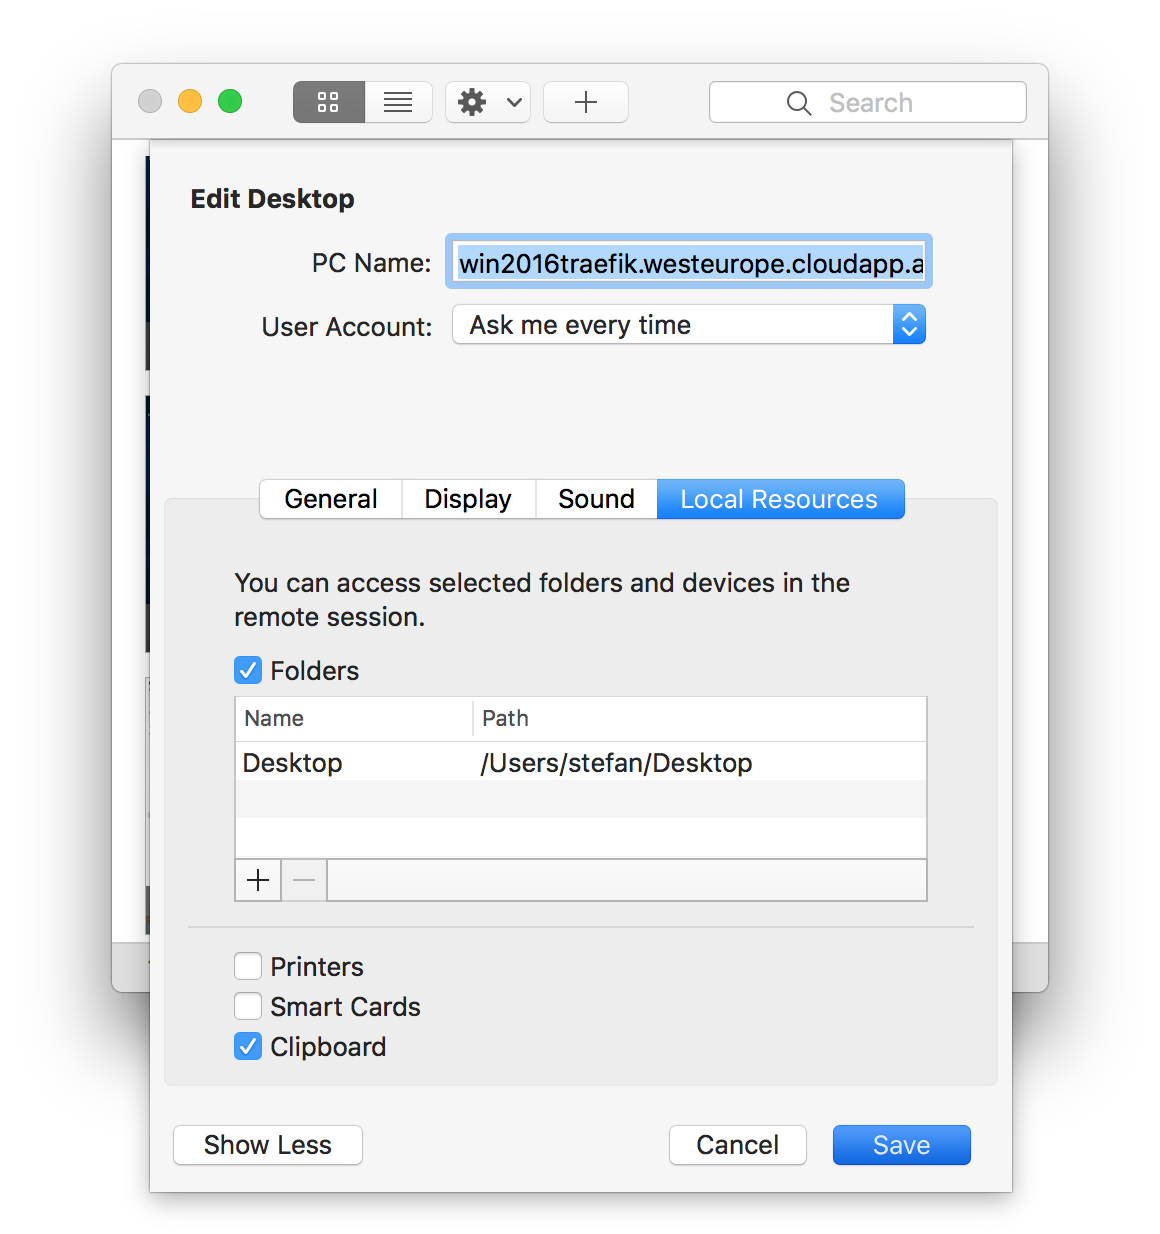 Search
Edit Desktop
PC Name: win2016traefik.westeurope.cloudapp.a
User Account: Ask me every time
General Display Sound Local Resources
You can access selected folders and devices in the
remote session.
Folders
Name Path
Desktop /Users/stefan/Desktop
Printers
Smart Cards
Clipboard
Show Less Cancel Save